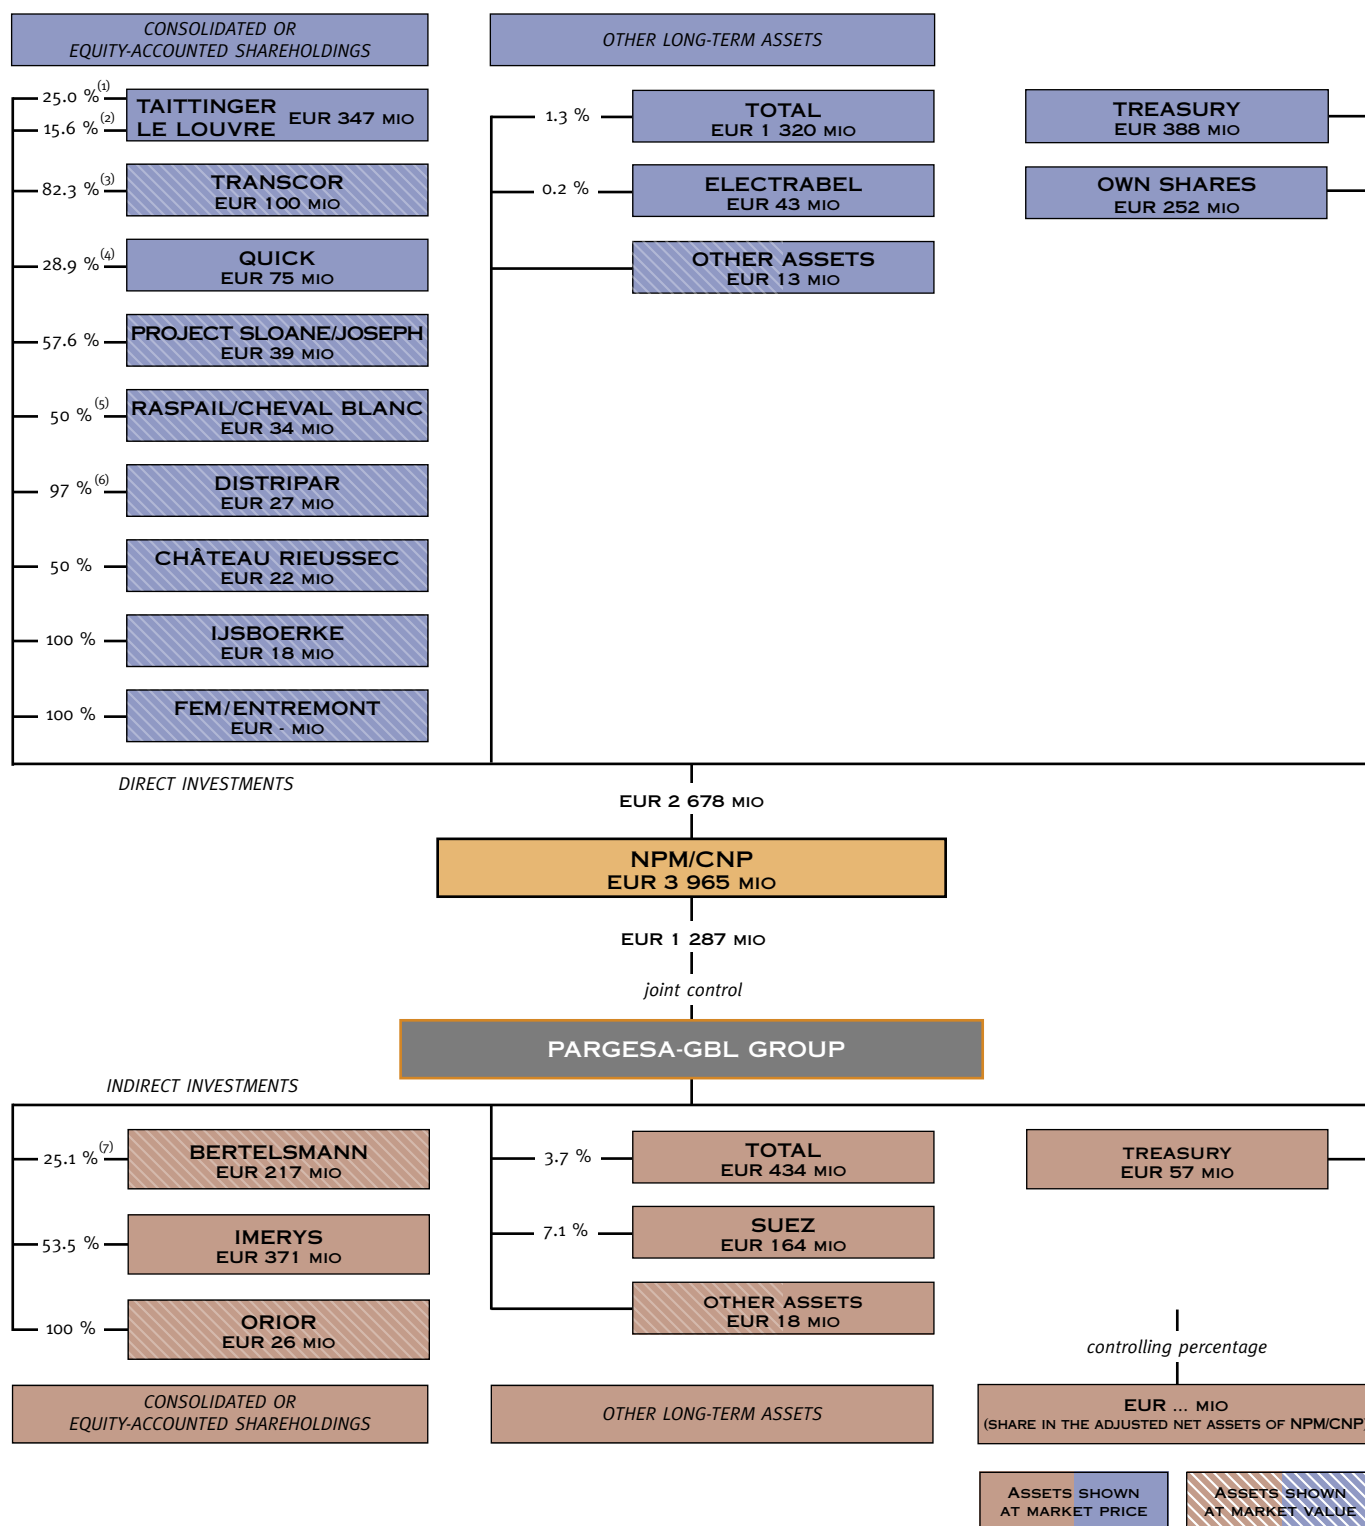 CONSOLIDATED OR
EQUITY-ACCOUNTED SHAREHOLDINGS
OTHER LONG-TERM ASSETS
25.0 % (1)
15.6 % (2)
TAITTINGER
LE LOUVRE
EUR 347 MIO
82.3 % (3)
TRANSCOR
EUR 100 MIO
28.9 % (4)
QUICK
EUR 75 MIO
57.6 %
PROJECT SLOANE/JOSEPH
EUR 39 MIO
50 % (5)
RASPAIL/CHEVAL BLANC
EUR 34 MIO
97 % (6)
DISTRIPAR
EUR 27 MIO
50 %
CHÂTEAU RIEUSSEC
EUR 22 MIO
100 %
IJSBOERKE
EUR 18 MIO
100 %
FEM/ENTREMONT
EUR - MIO
1.3 %
TOTAL
EUR 1 320 MIO
0.2 %
ELECTRABEL
EUR 43 MIO
OTHER ASSETS
EUR 13 MIO
TREASURY
EUR 388 MIO
OWN SHARES
EUR 252 MIO
DIRECT INVESTMENTS
EUR 2 678 MIO
NPM/CNP
EUR 3 965 MIO
EUR 1 287 MIO
joint control
PARGESA-GBL GROUP
INDIRECT INVESTMENTS
25.1 % (7)
BERTELSMANN
EUR 217 MIO
53.5 %
IMERYS
EUR 371 MIO
100 %
ORIOR
EUR 26 MIO
3.7 %
TOTAL
EUR 434 MIO
7.1 %
SUEZ
EUR 164 MIO
OTHER ASSETS
EUR 18 MIO
TREASURY
EUR 57 MIO
controlling percentage
CONSOLIDATED OR
EQUITY-ACCOUNTED SHAREHOLDINGS
OTHER LONG-TERM ASSETS
EUR ... MIO
(SHARE IN THE ADJUSTED NET ASSETS OF NPM/CNP)
ASSETS SHOWN
AT MARKET PRICE
ASSETS SHOWN
AT MARKET VALUE